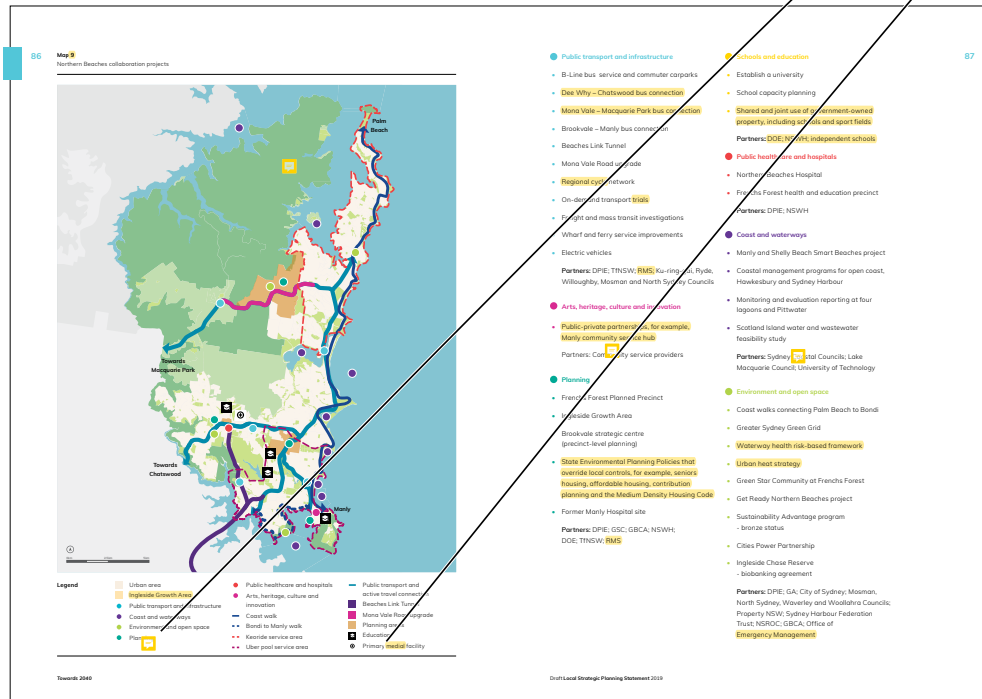 86
Map 9
Northern Beaches collaboration projects
Palm
Beach
Towards
Macquarie Park
Towards
Chatswood
Manly
Legend
Urban area
Ingleside Growth Area
Public transport and infrastructure
Coast and waterways
Environment and open space
Planning
Public healthcare and hospitals
Arts, heritage, culture and
innovation
Coast walk
Bondi to Manly walk
Keoride service area
Uber pool service area
Public transport and
active travel connections
Beaches Link Tunnel
Mona Vale Road upgrade
Planning areas
Education
Primary medial facility
Towards 2040
Public transport and infrastructure
B-Line bus service and commuter carparks
Dee Why – Chatswood bus connection
Mona Vale – Macquarie Park bus connection
Brookvale – Manly bus connection
Beaches Link Tunnel
Mona Vale Road upgrade
Regional cycle network
On-demand transport trials
Freight and mass transit investigations
Wharf and ferry service improvements
Electric vehicles
Partners: DPIE; TfNSW; RMS; Ku-ring-gai, Ryde,
Willoughby, Mosman and North Sydney Councils
Arts, heritage, culture and innovation
Public-private partnerships, for example,
Manly community service hub
Partners: Community service providers
Planning
Frenchs Forest Planned Precinct
Ingleside Growth Area
Brookvale strategic centre
(precinct-level planning)
State Environmental Planning Policies that
override local controls, for example, seniors
housing, affordable housing, contribution
planning and the Medium Density Housing Code
Former Manly Hospital site
Partners: DPIE; GSC; GBCA; NSWH;
DOE; TfNSW; RMS
Draft Local Strategic Planning Statement 2019
87
Schools and education
Establish a university
School capacity planning
Shared and joint use of government-owned
property, including schools and sport fields
Partners: DOE; NSWH; independent schools
Public healthcare and hospitals
Northern Beaches Hospital
Frenchs Forest health and education precinct
Partners: DPIE; NSWH
Coast and waterways
Manly and Shelly Beach Smart Beaches project
Coastal management programs for open coast,
Hawkesbury and Sydney Harbour
Monitoring and evaluation reporting at four
lagoons and Pittwater
Scotland Island water and wastewater
feasibility study
Partners: Sydney Coastal Councils; Lake
Macquarie Council; University of Technology
Environment and open space
Coast walks connecting Palm Beach to Bondi
Greater Sydney Green Grid
Waterway health risk-based framework
Urban heat strategy
Green Star Community at Frenchs Forest
Get Ready Northern Beaches project
Sustainability Advantage program
- bronze status
Cities Power Partnership
Ingleside Chase Reserve
- biobanking agreement
Partners: DPIE; GA; City of Sydney; Mosman,
North Sydney, Waverley and Woollahra Councils;
Property NSW; Sydney Harbour Federation
Trust; NSROC; GBCA; Office of
Emergency Management